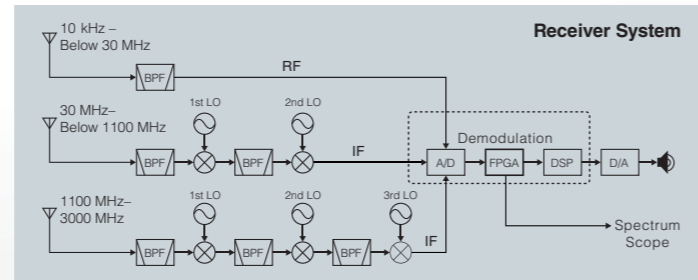 Receiver System
10 kHz –
Below 30 MHz
BPF
RF
30 MHz–
Below 1100 MHz
1st LO
2nd LO
BPF
BPF
IF
Demodulation
A/D
FPGA
DSP
D/A
1100 MHz–
3000 MHz
1st LO
2nd LO
3rd LO
BPF
BPF
BPF
IF
Spectrum
Scope